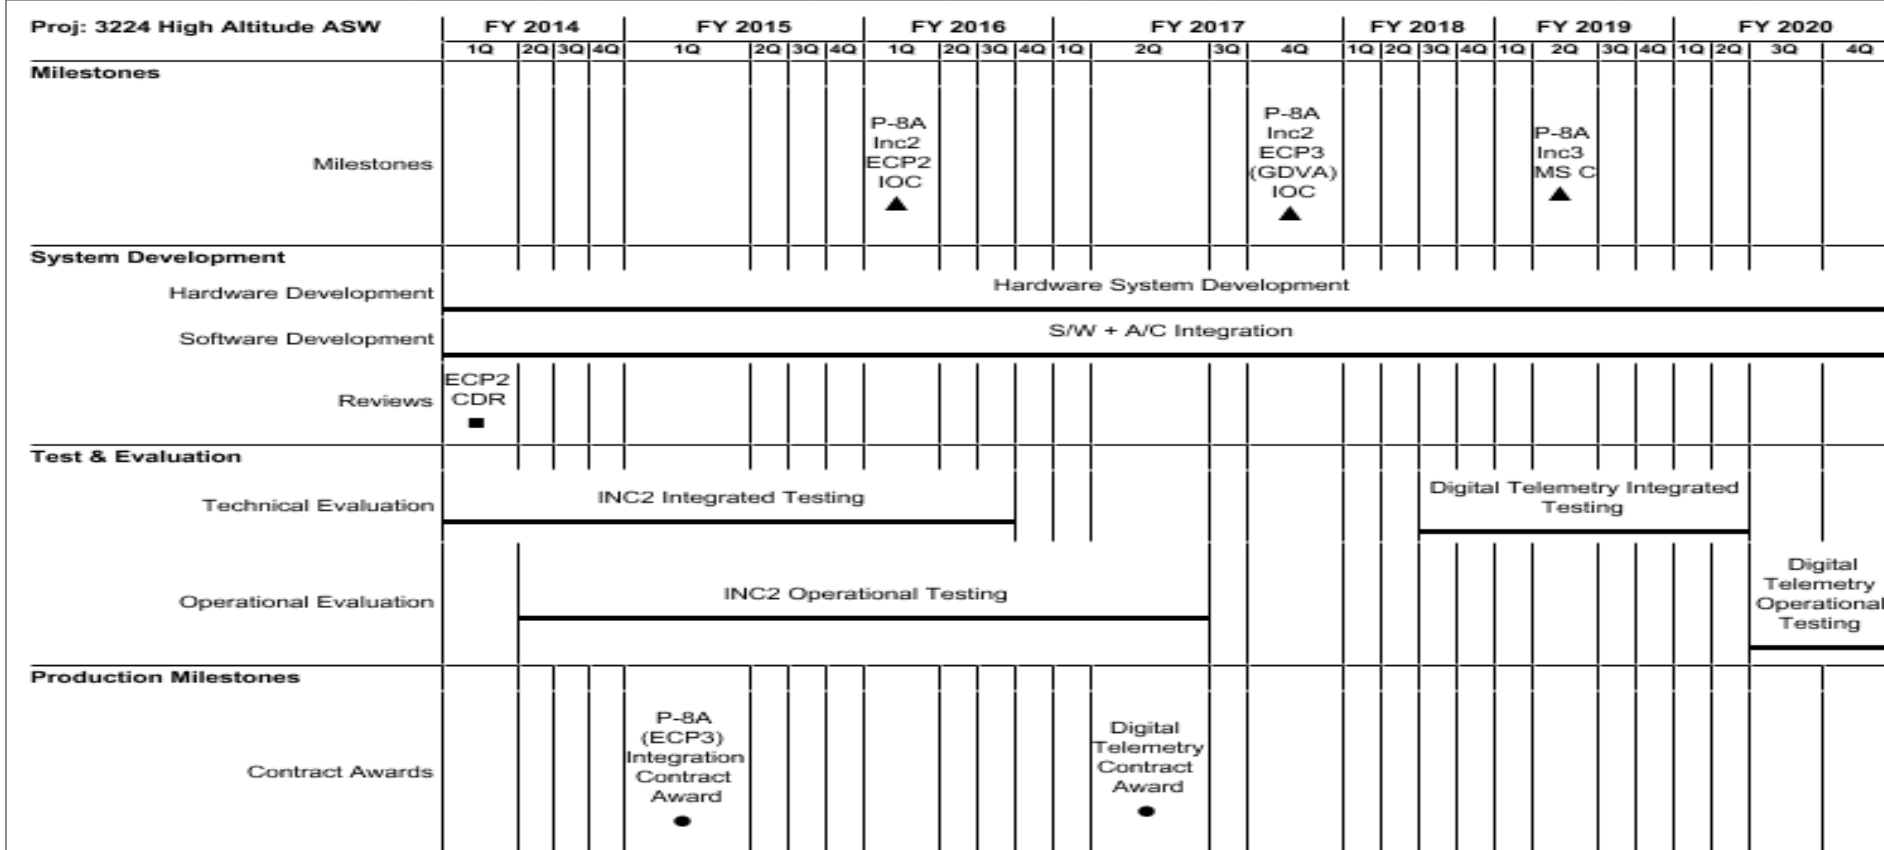 Proj: 3224 High Altitude ASW FY 2014 FY 2015 FY 2016 FY 2017 FY 2018 FY 2019 FY 2020
1Q 2Q 3Q 4Q 1Q 2Q 3Q 4Q 1Q 2Q 3Q 4Q 1Q 2Q 3Q 4Q 1Q 2Q 3Q 4Q 1Q 2Q 3Q 4Q 1Q 2Q 3Q 4Q
Milestones
Milestones
P-8A
Inc2
ECP2
IOC
P-8A
Inc2
ECP3
(GDVA)
IOC
P-8A
Inc3
MS C
System Development
Hardware Development
Hardware System Development
Software Development
S/W + A/C Integration
Reviews
ECP2
CDR
Test & Evaluation
Technical Evaluation
INC2 Integrated Testing
Digital Telemetry Integrated
Testing
Operational Evaluation
INC2 Operational Testing
Digital
Telemetry
Operational
Testing
Production Milestones
Contract Awards
P-8A
(ECP3)
Integration
Contract
Award
Digital
Telemetry
Contract
Award